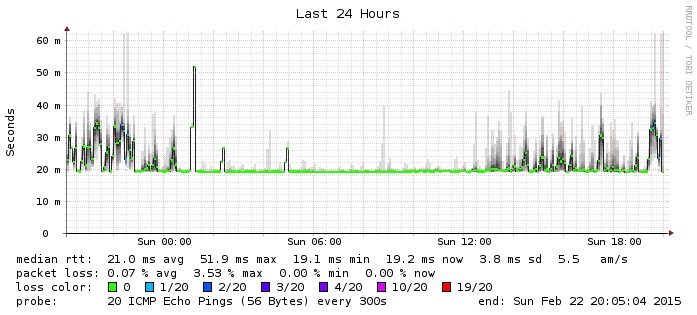 Last 24 Hours
RRDTOOL / TOBI OETIKER
Seconds
60 m
50 m
40 m
30 m
20 m
10 m
0
Sun 00:00 Sun 06:00 Sun 12:00 Sun 18:00
median rtt: 21.0 ms avg 51.9 ms max 19.1 ms min 19.2 ms now 3.8 ms sd 5.5 am/s
packet loss: 0.07 % avg 3.53 % max 0.00 % min 0.00 % now
loss color: 0 1/20 2/20 3/20 4/20 10/20 19/20
probe: 20 ICMP Echo Pings (56 Bytes) every 300s end: Sun Feb 22 20:05:04 2015